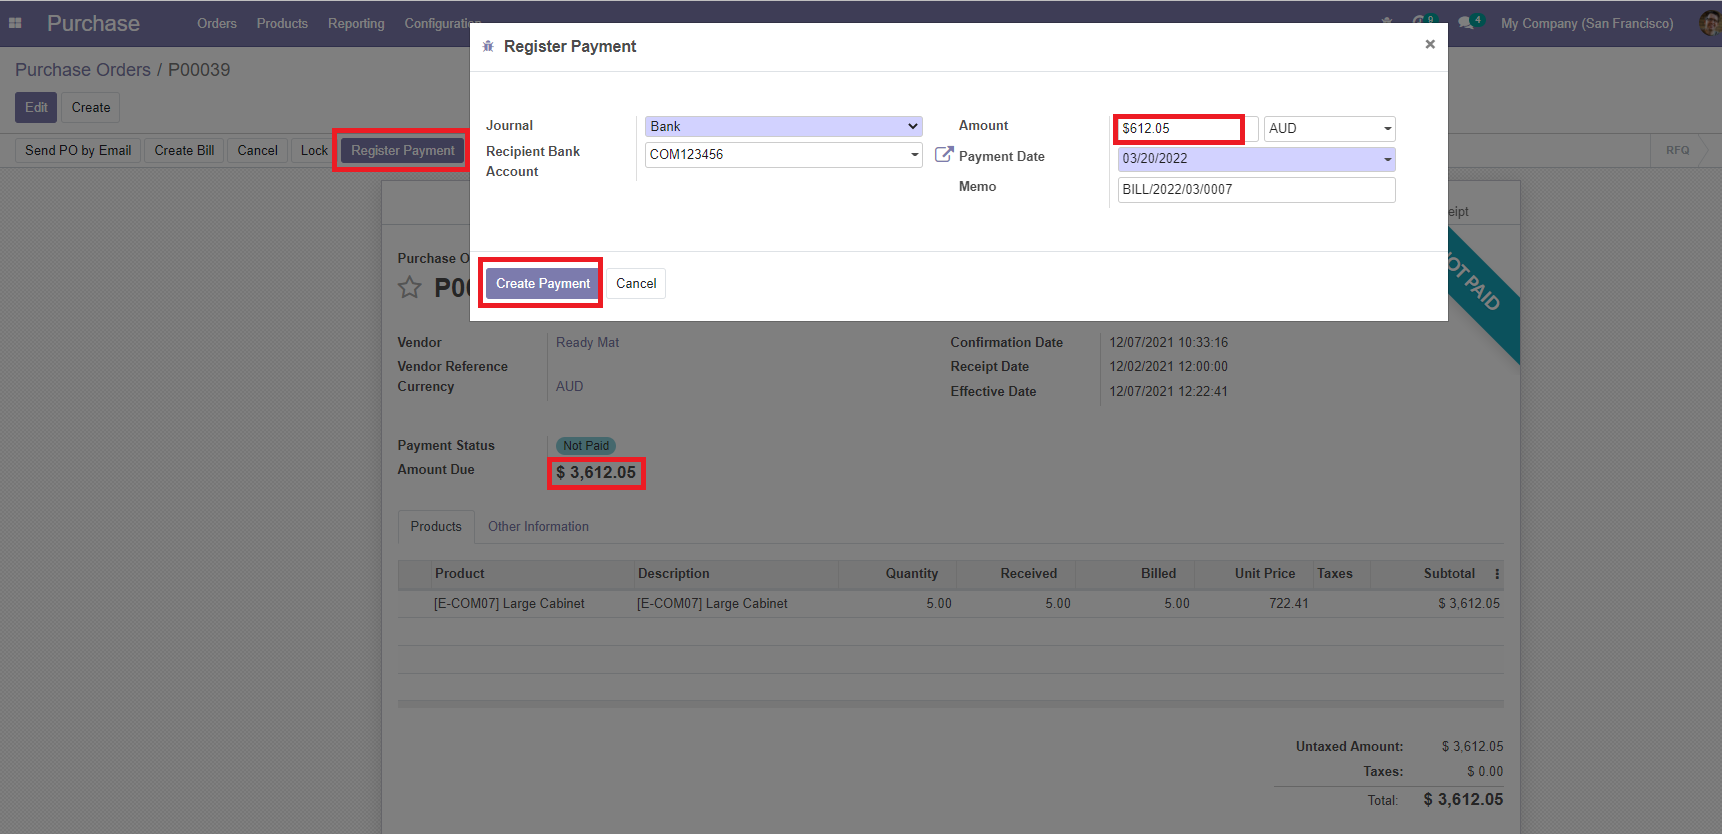 Purchase Orders Products Reporting Configuration 9 4 My Company (San Francisco)
Purchase Orders / P00039
Edit Create
Send PO by Email Create Bill Cancel Lock Register Payment RFQ
Register Payment ×
Journal Bank Amount $612.05 AUD
Recipient Bank Account COM123456 Payment Date 03/20/2022
Memo BILL/2022/03/0007
Create Payment Cancel
eipt
Purchase O
P00
OT PAID
Vendor Ready Mat Confirmation Date 12/07/2021 10:33:16
Vendor Reference Receipt Date 12/02/2021 12:00:00
Currency AUD Effective Date 12/07/2021 12:22:41
Payment Status Not Paid
Amount Due $ 3,612.05
Products Other Information
Product Description Quantity Received Billed Unit Price Taxes Subtotal
[E-COM07] Large Cabinet [E-COM07] Large Cabinet 5.00 5.00 5.00 722.41 $ 3,612.05
Untaxed Amount: $ 3,612.05
Taxes: $ 0.00
Total: $ 3,612.05